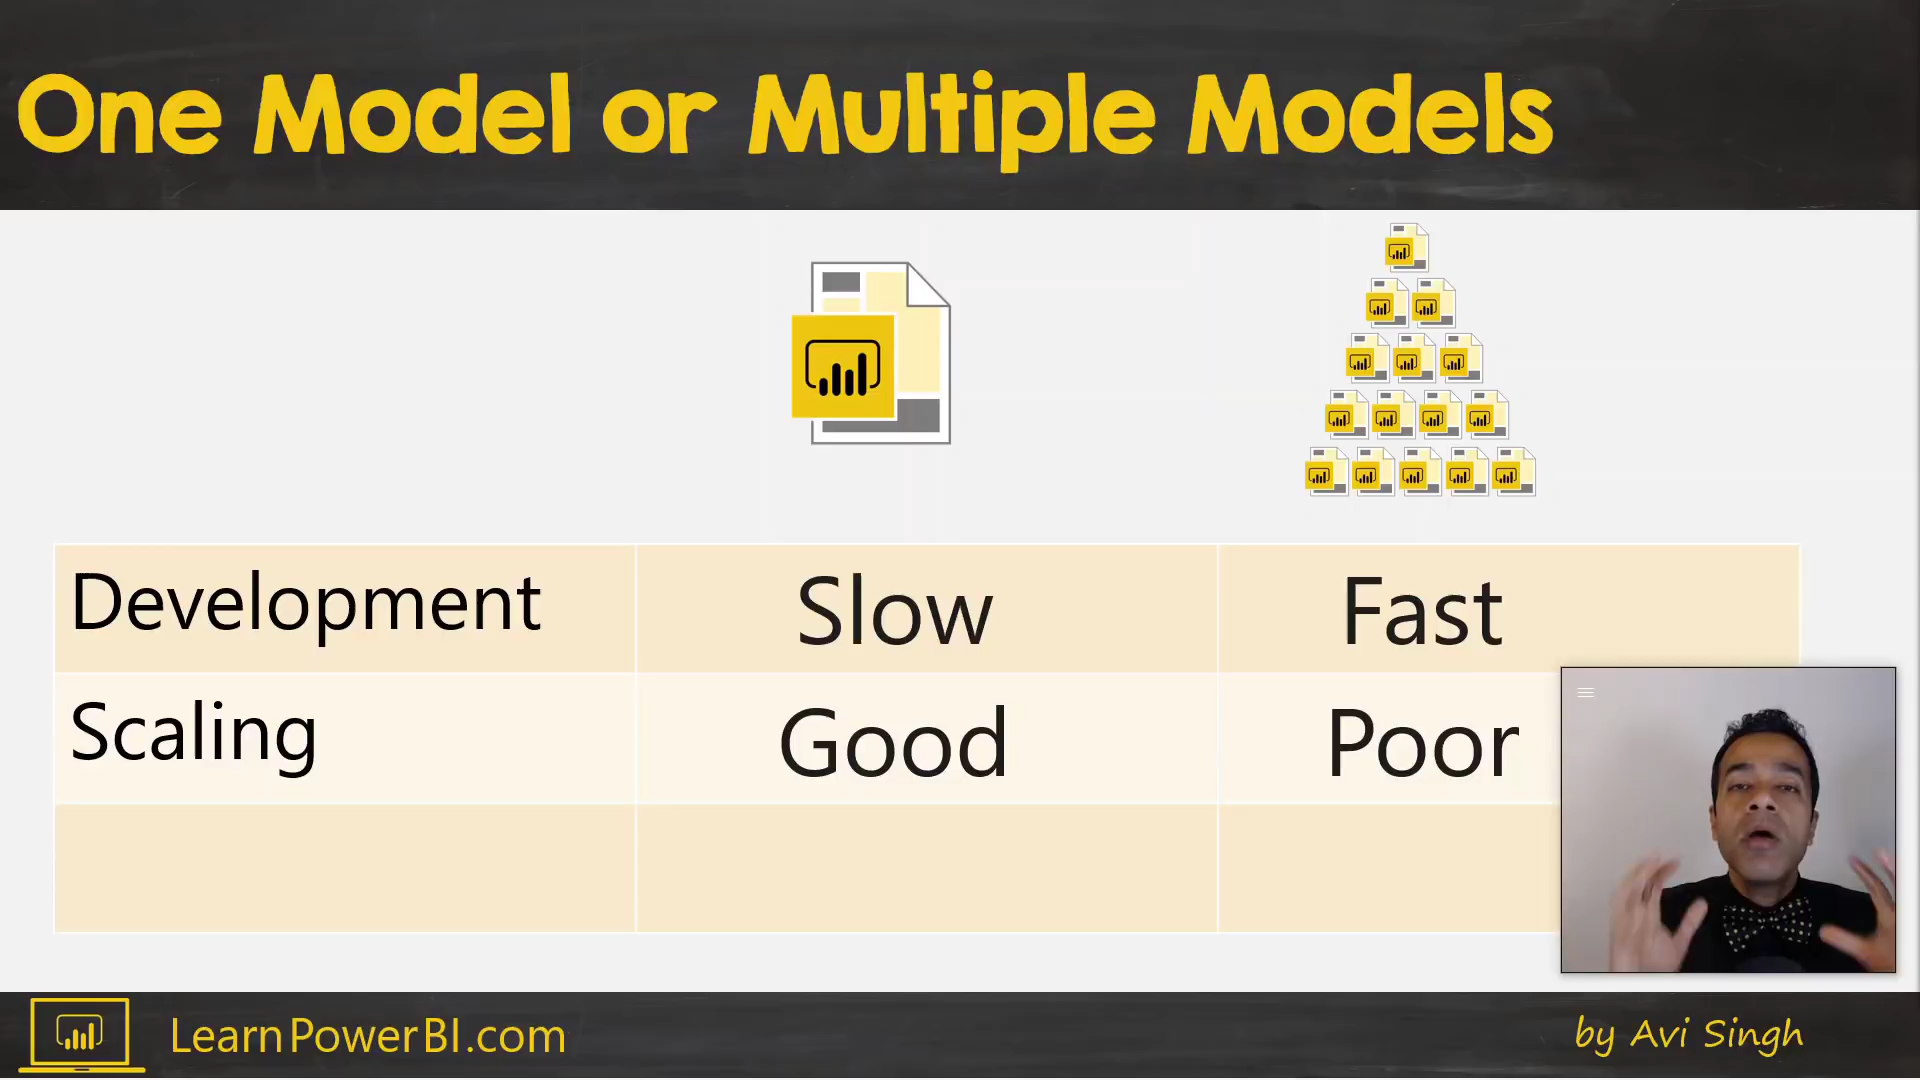 One Model or Multiple Models
Development Slow Fast
Scaling Good Poor
LearnPowerBI.com
by Avi Singh